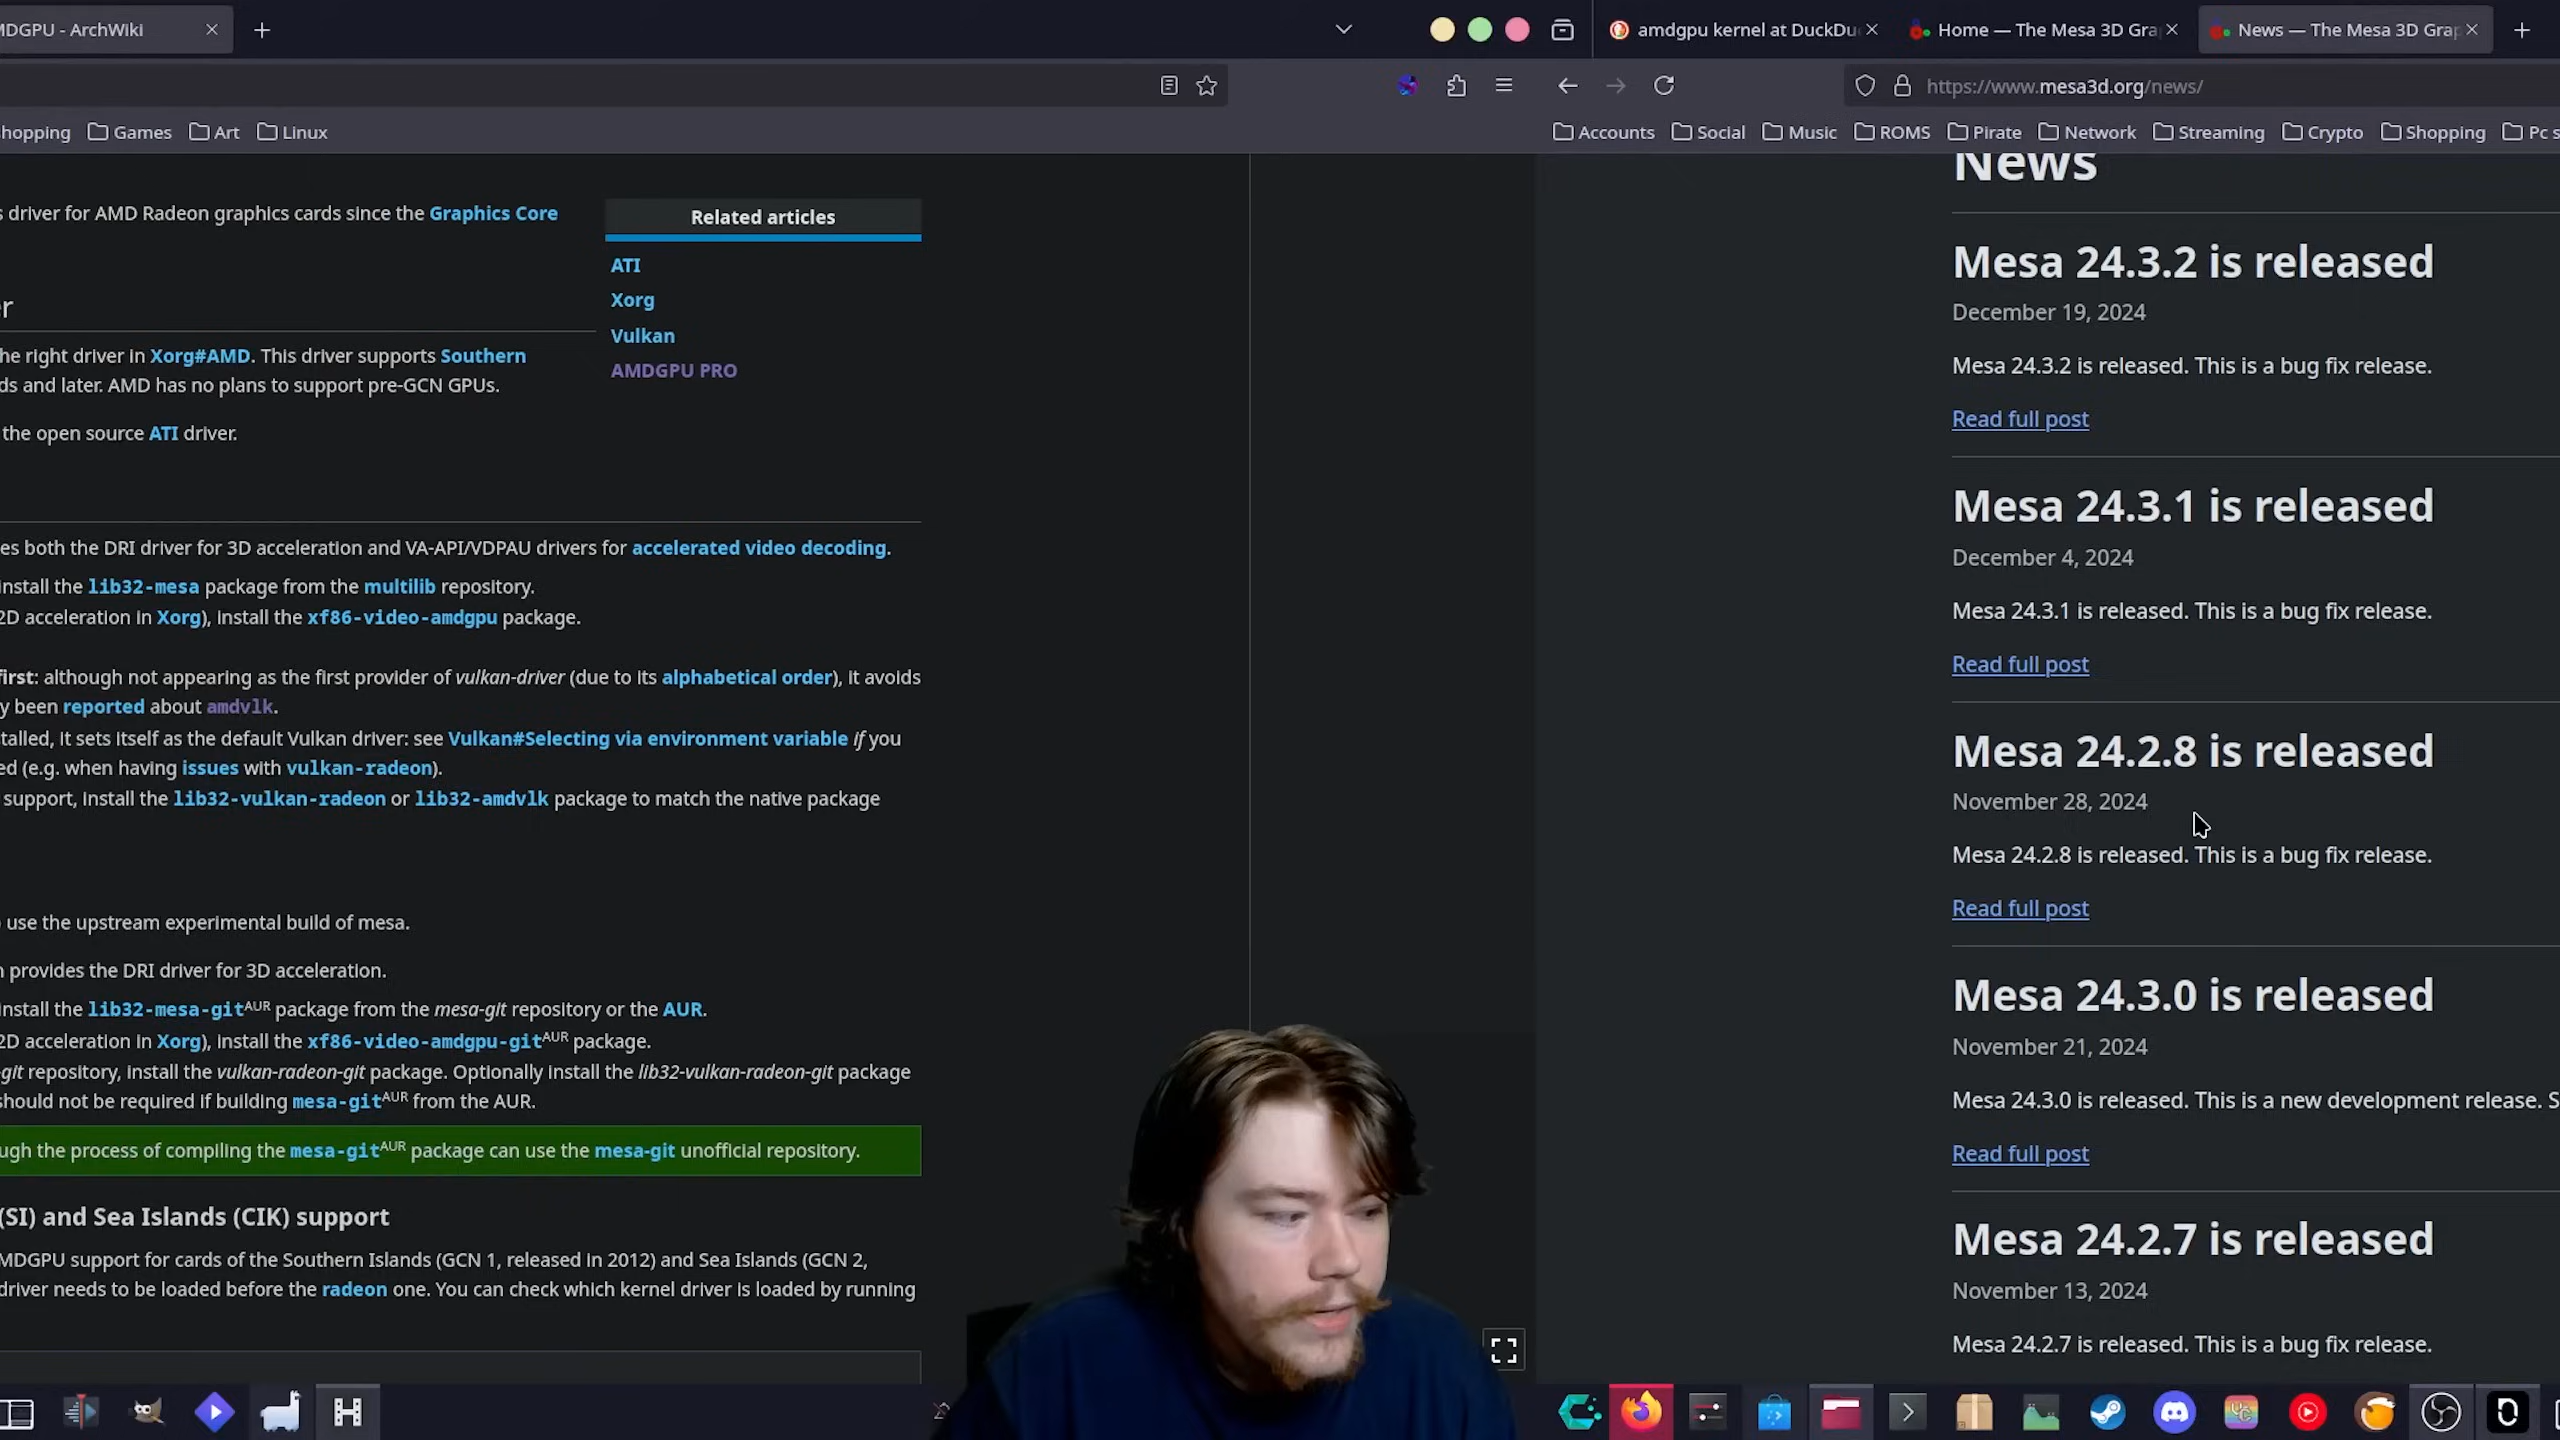 MDGPU - ArchWiki
hopping Games Art Linux
s driver for AMD Radeon graphics cards since the Graphics Core
Related articles
ATI
Xorg
Vulkan
AMDGPU PRO
er
he right driver in Xorg#AMD. This driver supports Southern
ds and later. AMD has no plans to support pre-GCN GPUs.
the open source ATI driver.
es both the DRI driver for 3D acceleration and VA-API/VDPAU drivers for accelerated video decoding.
install the lib32-mesa package from the multilib repository.
2D acceleration in Xorg), install the xf86-video-amdgpu package.
first: although not appearing as the first provider of vulkan-driver (due to its alphabetical order), it avoids
y been reported about amdvlk.
stalled, it sets itself as the default Vulkan driver: see Vulkan#Selecting via environment variable if you
ed (e.g. when having issues with vulkan-radeon).
support, install the lib32-vulkan-radeon or lib32-amdvlk package to match the native package
use the upstream experimental build of mesa.
n provides the DRI driver for 3D acceleration.
install the lib32-mesa-gitAUR package from the mesa-git repository or the AUR.
2D acceleration in Xorg), install the xf86-video-amdgpu-gitAUR package.
git repository, install the vulkan-radeon-git package. Optionally install the lib32-vulkan-radeon-git package
should not be required if building mesa-gitAUR from the AUR.
ugh the process of compiling the mesa-gitAUR package can use the mesa-git unofficial repository.
(SI) and Sea Islands (CIK) support
MDGPU support for cards of the Southern Islands (GCN 1, released in 2012) and Sea Islands (GCN 2,
driver needs to be loaded before the radeon one. You can check which kernel driver is loaded by running
amdgpu kernel at DuckDu
Home — The Mesa 3D Gra
News — The Mesa 3D Grap
https://www.mesa3d.org/news/
Accounts Social Music ROMS Pirate Network Streaming Crypto Shopping Pc s
News
Mesa 24.3.2 is released
December 19, 2024
Mesa 24.3.2 is released. This is a bug fix release.
Read full post
Mesa 24.3.1 is released
December 4, 2024
Mesa 24.3.1 is released. This is a bug fix release.
Read full post
Mesa 24.2.8 is released
November 28, 2024
Mesa 24.2.8 is released. This is a bug fix release.
Read full post
Mesa 24.3.0 is released
November 21, 2024
Mesa 24.3.0 is released. This is a new development release. S
Read full post
Mesa 24.2.7 is released
November 13, 2024
Mesa 24.2.7 is released. This is a bug fix release.